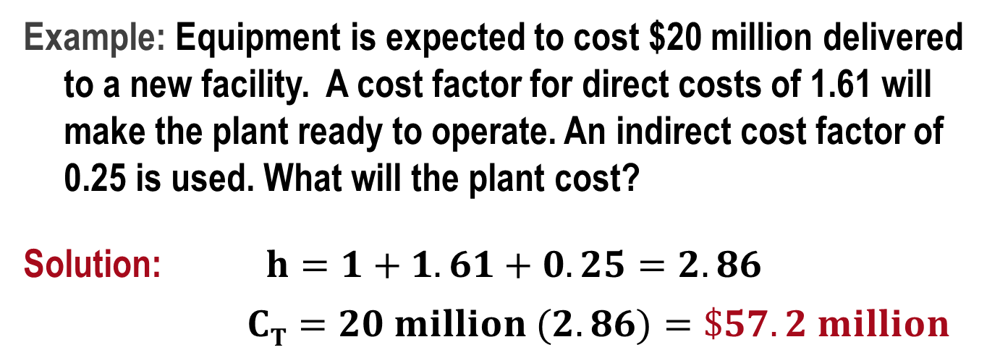 Example: Equipment is expected to cost $20 million delivered
to a new facility.  A cost factor for direct costs of 1.61 will
make the plant ready to operate. An indirect cost factor of
0.25 is used. What will the plant cost?
Solution: h = 1 + 1.61 + 0.25 = 2.86
C_T = 20 million (2.86) = $57.2 million